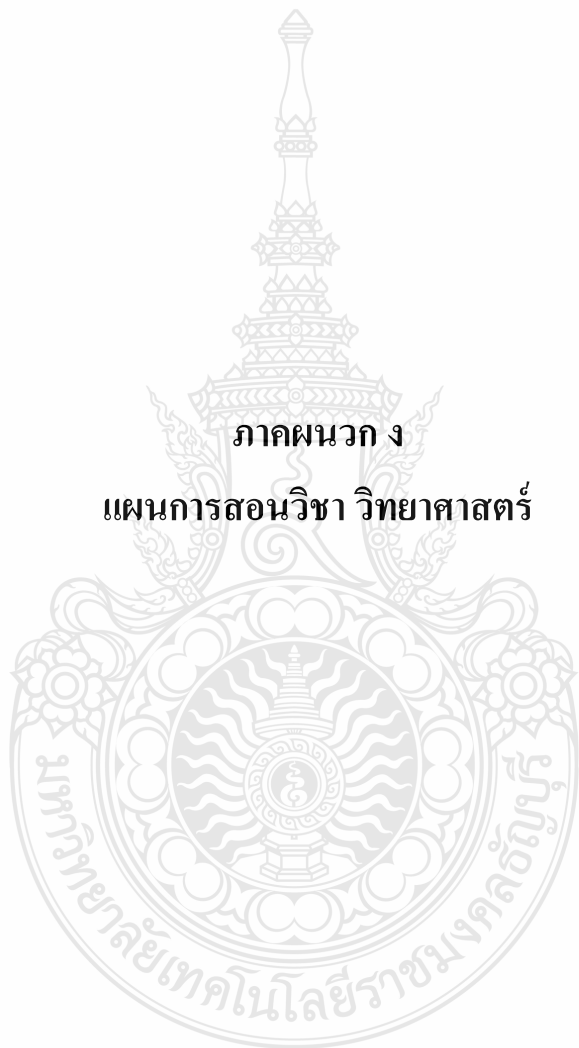 ภาคผนวก ง
แผนการสอนวิชา วิทยาศาสตร์
มหาวิทยาลัยเทคโนโลยีราชมงคลธัญบุรี